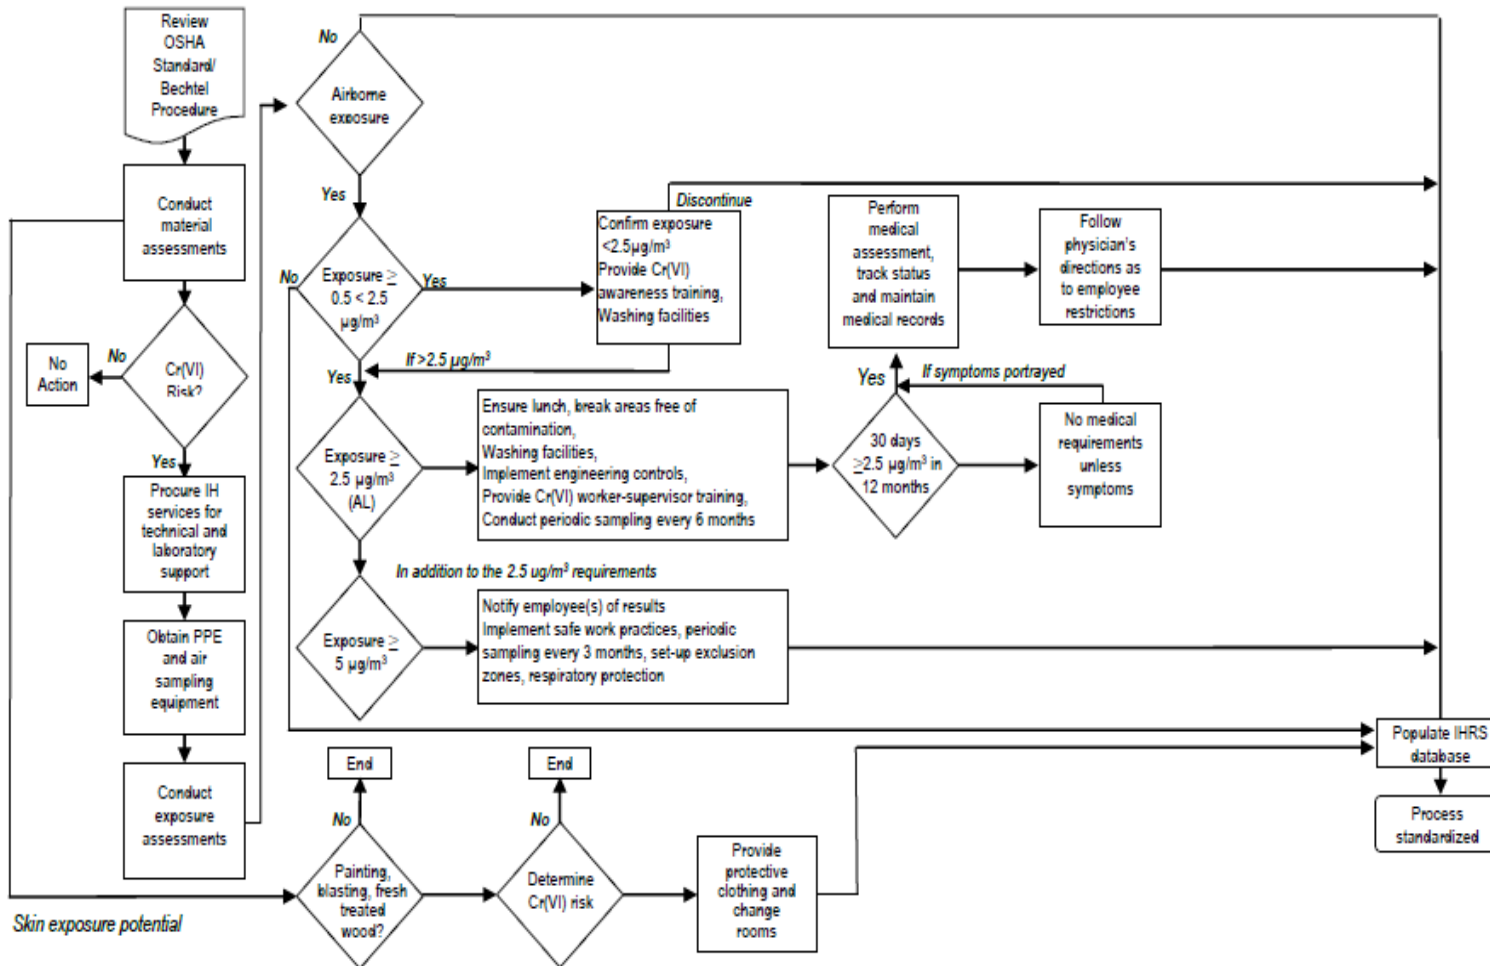 Review
OSHA
Standard/
Bechtel
Procedure
Conduct
material
assessments
No
No
Action
Cr(VI)
Risk?
Yes
Procure IH
services for
technical and
laboratory
support
Obtain PPE
and air
sampling
equipment
Conduct
exposure
assessments
No
Airborne
exposure
Yes
No
Exposure ≥
0.5 < 2.5
µg/m³
Yes
Discontinue
Confirm exposure
<2.5µg/m³
Provide Cr(VI)
awareness training,
Washing facilities
If >2.5 µg/m³
Yes
Exposure ≥
2.5 µg/m³
(AL)
Ensure lunch, break areas free of
contamination,
Washing facilities,
Implement engineering controls,
Provide Cr(VI) worker-supervisor training,
Conduct periodic sampling every 6 months
Perform
medical
assessment,
track status
and maintain
medical records
Follow
physician's
directions as
to employee
restrictions
Yes
If symptoms portrayed
30 days
≥2.5 µg/m³ in
12 months
No medical
requirements
unless
symptoms
In addition to the 2.5 ug/m³ requirements
Exposure ≥
5 µg/m³
Notify employee(s) of results
Implement safe work practices, periodic
sampling every 3 months, set-up exclusion
zones, respiratory protection
Populate IHRS
database
Process
standardized
End
No
Painting,
blasting, fresh
treated
wood?
End
No
Determine
Cr(VI) risk
Provide
protective
clothing and
change
rooms
Skin exposure potential